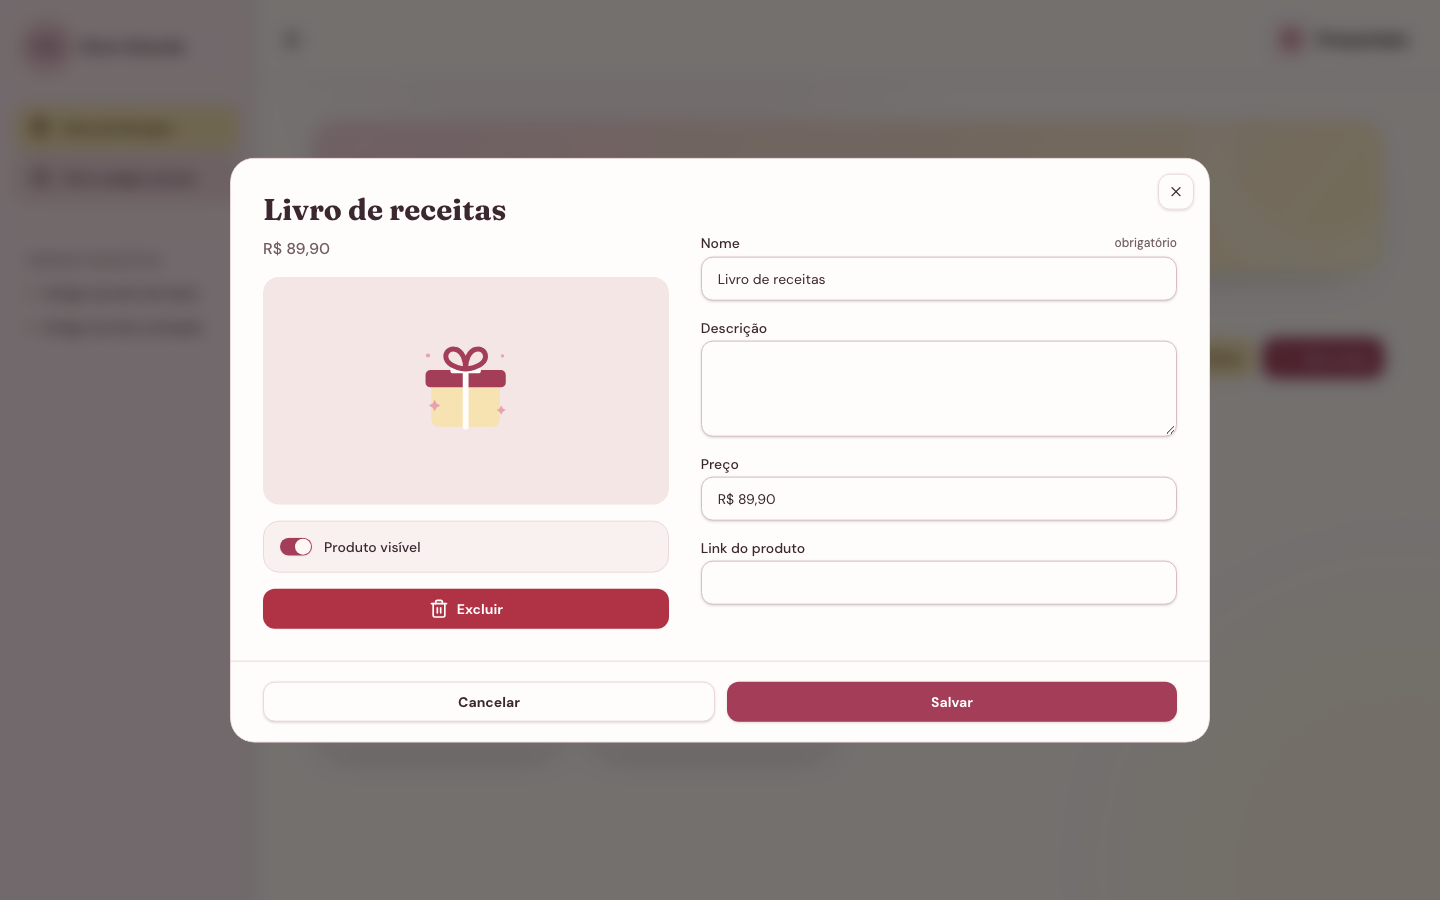 Livro de receitas
R$ 89,90
Produto visível
Excluir
Nome
obrigatório
Livro de receitas
Descrição
Preço
R$ 89,90
Link do produto
Cancelar
Salvar